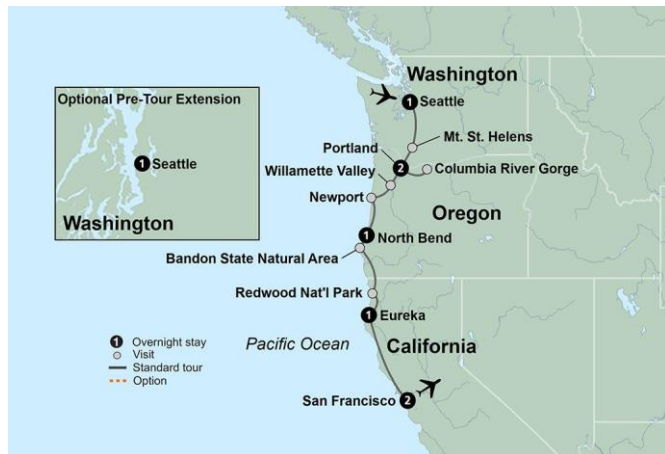 Optional Pre-Tour Extension
1 Seattle
Washington
Washington
1 Seattle
Mt. St. Helens
Portland
2
Columbia River Gorge
Willamette Valley
Newport
Oregon
1 North Bend
Bandon State Natural Area
Redwood Nat'l Park
1 Eureka
Pacific Ocean
California
San Francisco 2
1 Overnight stay
Visit
Standard tour
Option